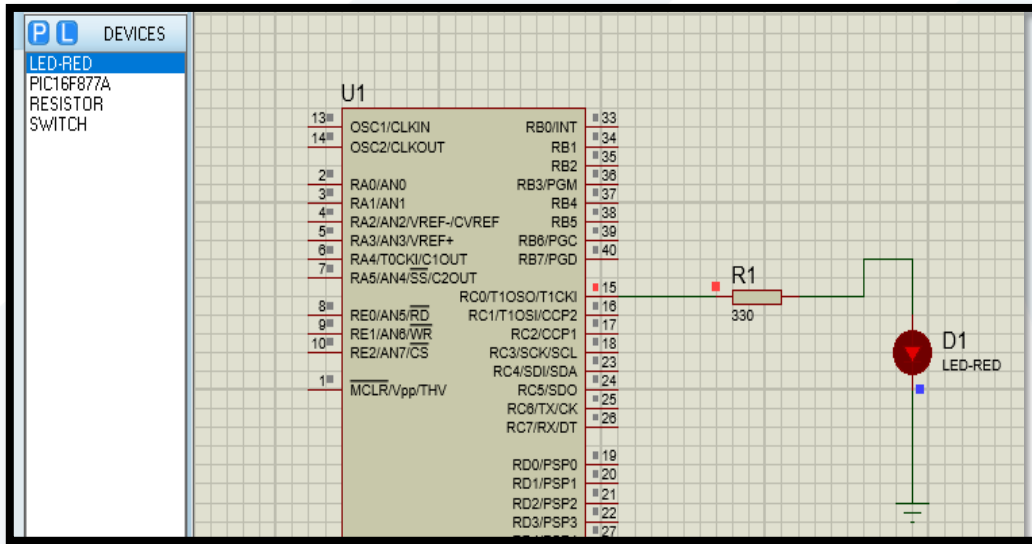 P L DEVICES
LED-RED
PIC16F877A
RESISTOR
SWITCH
U1
13 OSC1/CLKIN RB0/INT 33
14 OSC2/CLKOUT RB1 34
RB2 35
2 RA0/AN0 RB3/PGM 36
3 RA1/AN1 RB4 37
4 RA2/AN2/VREF-/CVREF RB5 38
5 RA3/AN3/VREF+ RB6/PGC 39
6 RA4/T0CKI/C1OUT RB7/PGD 40
7 RA5/AN4/SS/C2OUT
RC0/T1OSO/T1CKI 15
8 RE0/AN5/RD RC1/T1OSI/CCP2 16
9 RE1/AN6/WR RC2/CCP1 17
10 RE2/AN7/CS RC3/SCK/SCL 18
RC4/SDI/SDA 23
1 MCLR/Vpp/THV RC5/SDO 24
RC6/TX/CK 25
RC7/RX/DT 26
RD0/PSP0 19
RD1/PSP1 20
RD2/PSP2 21
RD3/PSP3 22
27
R1
330
D1
LED-RED